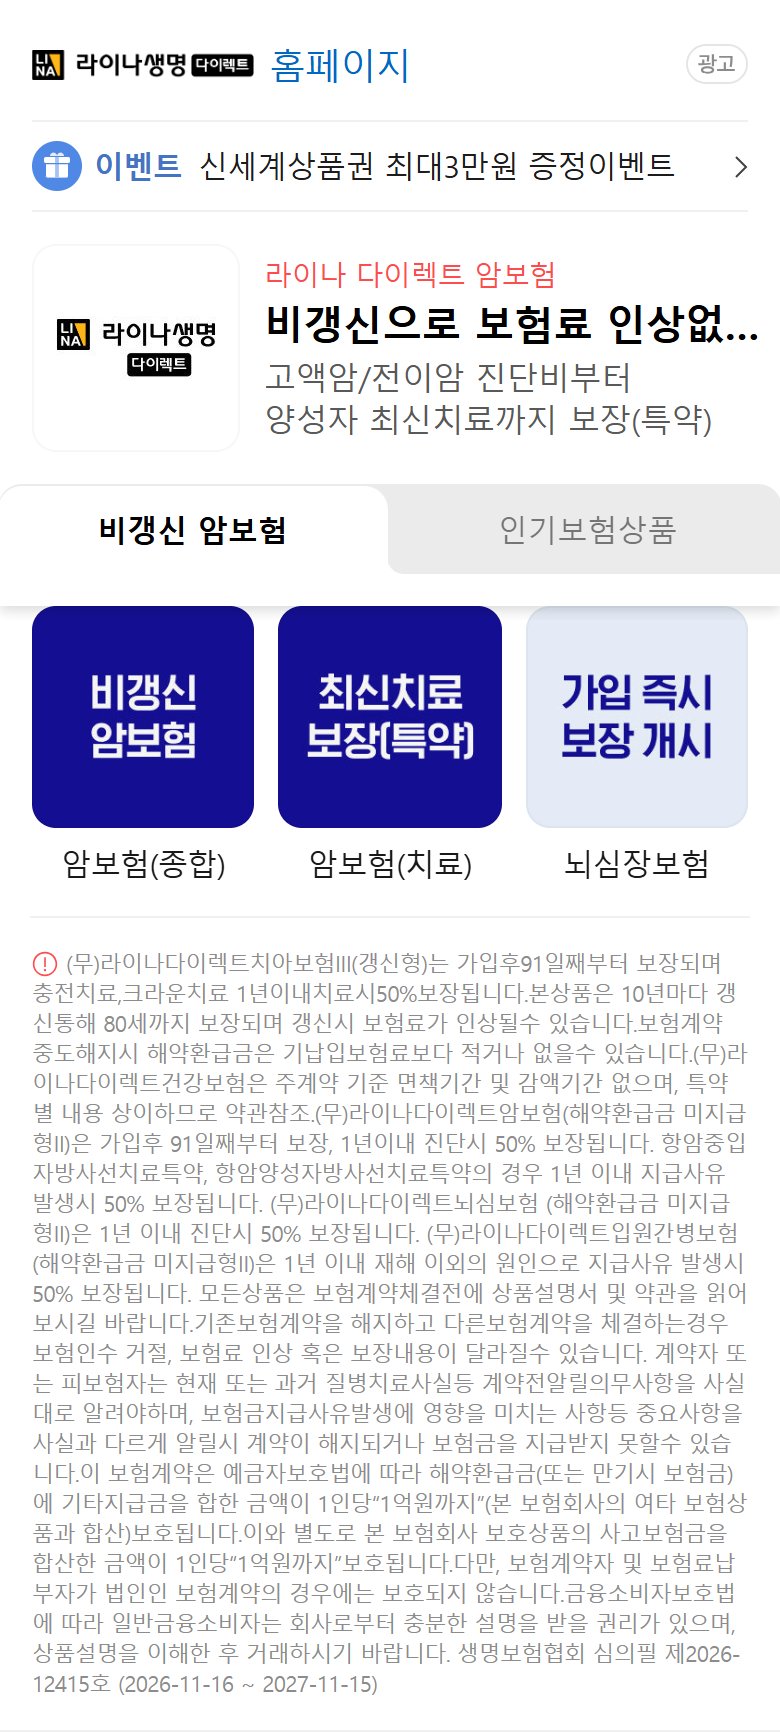 LINA 라이나생명 다이렉트 홈페이지 광고
이벤트 신세계상품권 최대3만원 증정이벤트
라이나 다이렉트 암보험
비갱신으로 보험료 인상없...
고액암/전이암 진단비부터
양성자 최신치료까지 보장(특약)
LINA 라이나생명
다이렉트
비갱신 암보험 인기보험상품
비갱신
암보험
최신치료
보장(특약)
가입 즉시
보장 개시
암보험(종합) 암보험(치료) 뇌심장보험
(무)라이나다이렉트치아보험III(갱신형)는 가입후91일째부터 보장되며
충전치료,크라운치료 1년이내치료시50%보장됩니다.본상품은 10년마다 갱
신통해 80세까지 보장되며 갱신시 보험료가 인상될수 있습니다.보험계약
중도해지시 해약환급금은 기납입보험료보다 적거나 없을수 있습니다.(무)라
이나다이렉트건강보험은 주계약 기준 면책기간 및 감액기간 없으며, 특약
별 내용 상이하므로 약관참조.(무)라이나다이렉트암보험(해약환급금 미지급
형II)은 가입후 91일째부터 보장, 1년이내 진단시 50% 보장됩니다. 항암중입
자방사선치료특약, 항암양성자방사선치료특약의 경우 1년 이내 지급사유
발생시 50% 보장됩니다. (무)라이나다이렉트뇌심보험 (해약환급금 미지급
형II)은 1년 이내 진단시 50% 보장됩니다. (무)라이나다이렉트입원간병보험
(해약환급금 미지급형II)은 1년 이내 재해 이외의 원인으로 지급사유 발생시
50% 보장됩니다. 모든상품은 보험계약체결전에 상품설명서 및 약관을 읽어
보시길 바랍니다.기존보험계약을 해지하고 다른보험계약을 체결하는경우
보험인수 거절, 보험료 인상 혹은 보장내용이 달라질수 있습니다. 계약자 또
는 피보험자는 현재 또는 과거 질병치료사실등 계약전알릴의무사항을 사실
대로 알려야하며, 보험금지급사유발생에 영향을 미치는 사항등 중요사항을
사실과 다르게 알릴시 계약이 해지되거나 보험금을 지급받지 못할수 있습
니다.이 보험계약은 예금자보호법에 따라 해약환급금(또는 만기시 보험금)
에 기타지급금을 합한 금액이 1인당"1억원까지"(본 보험회사의 여타 보험상
품과 합산)보호됩니다.이와 별도로 본 보험회사 보호상품의 사고보험금을
합산한 금액이 1인당"1억원까지"보호됩니다.다만, 보험계약자 및 보험료납
부자가 법인인 보험계약의 경우에는 보호되지 않습니다.금융소비자보호법
에 따라 일반금융소비자는 회사로부터 충분한 설명을 받을 권리가 있으며,
상품설명을 이해한 후 거래하시기 바랍니다. 생명보험협회 심의필 제2026-
12415호 (2026-11-16 ~ 2027-11-15)